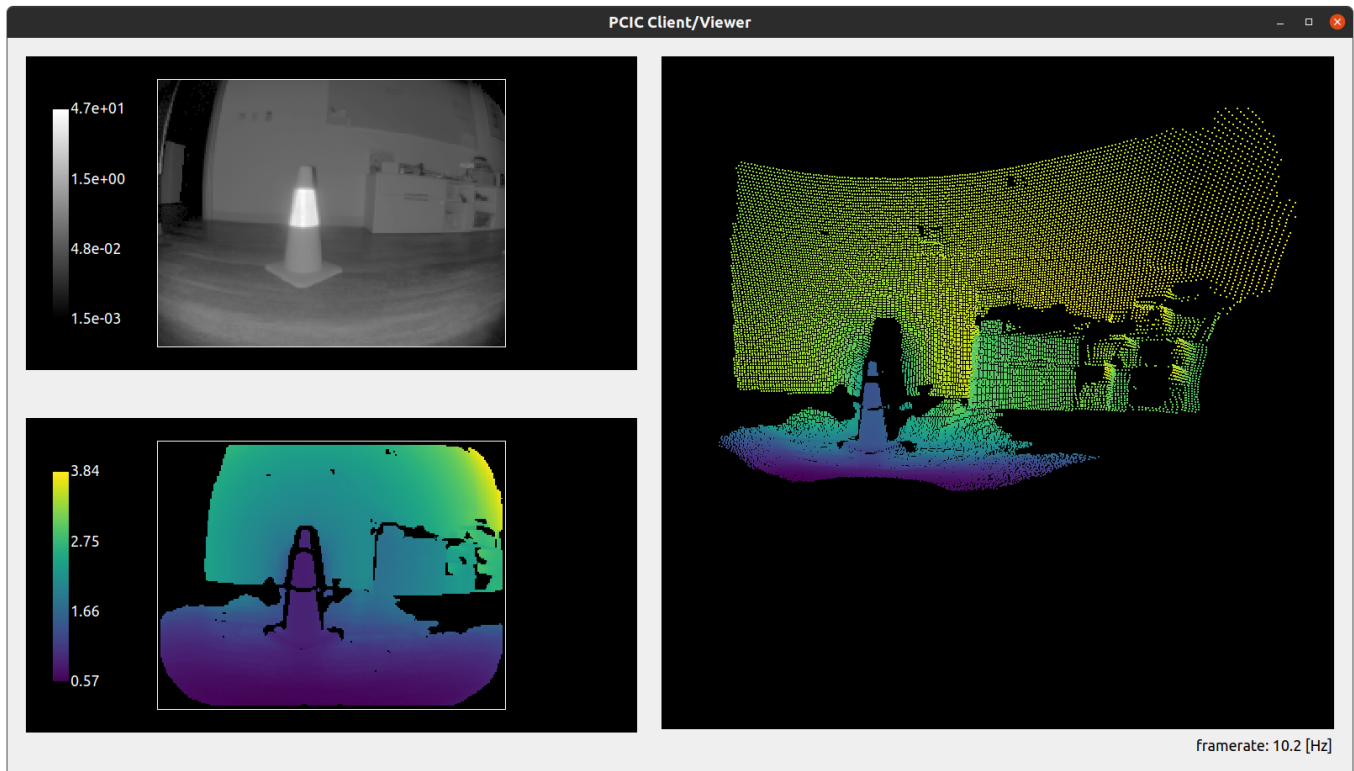 PCIC Client/Viewer
4.7e+01
1.5e+00
4.8e-02
1.5e-03
3.84
2.75
1.66
0.57
framerate: 10.2 [Hz]